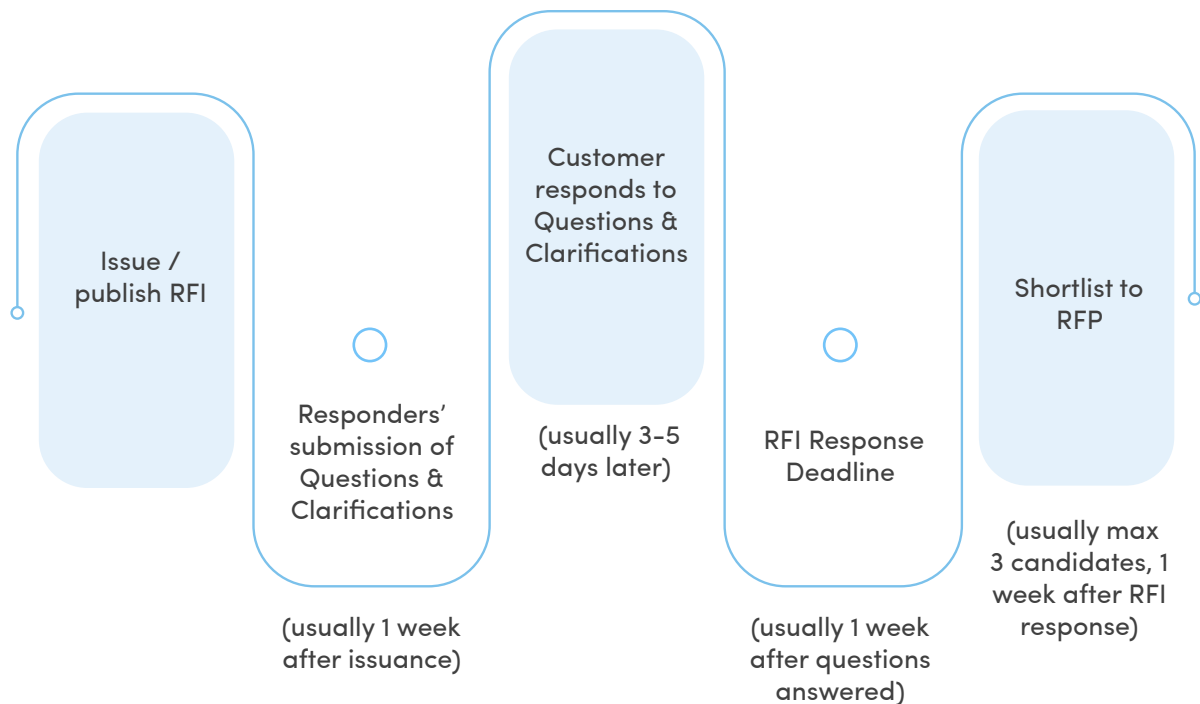 Issue /
publish RFI
Responders’
submission of
Questions &
Clarifications
(usually 1 week
after issuance)
Customer
responds to
Questions &
Clarifications
(usually 3-5
days later)
RFI Response
Deadline
(usually 1 week
after questions
answered)
Shortlist to
RFP
(usually max
3 candidates, 1
week after RFI
response)